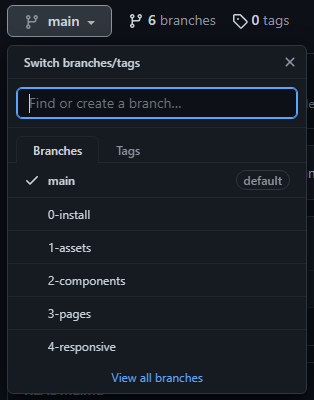 main 6 branches 0 tags
Switch branches/tags
Find or create a branch...
Branches Tags
main default
0-install
1-assets
2-components
3-pages
4-responsive
View all branches